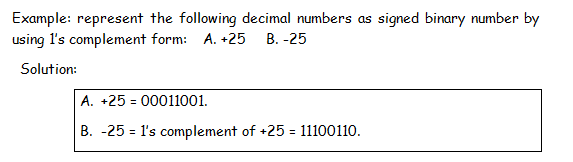 Example: represent the following decimal numbers as signed binary number by
using 1's complement form: A. +25 B. -25
Solution:
A. +25 = 00011001.
B. -25 = 1's complement of +25 = 11100110.